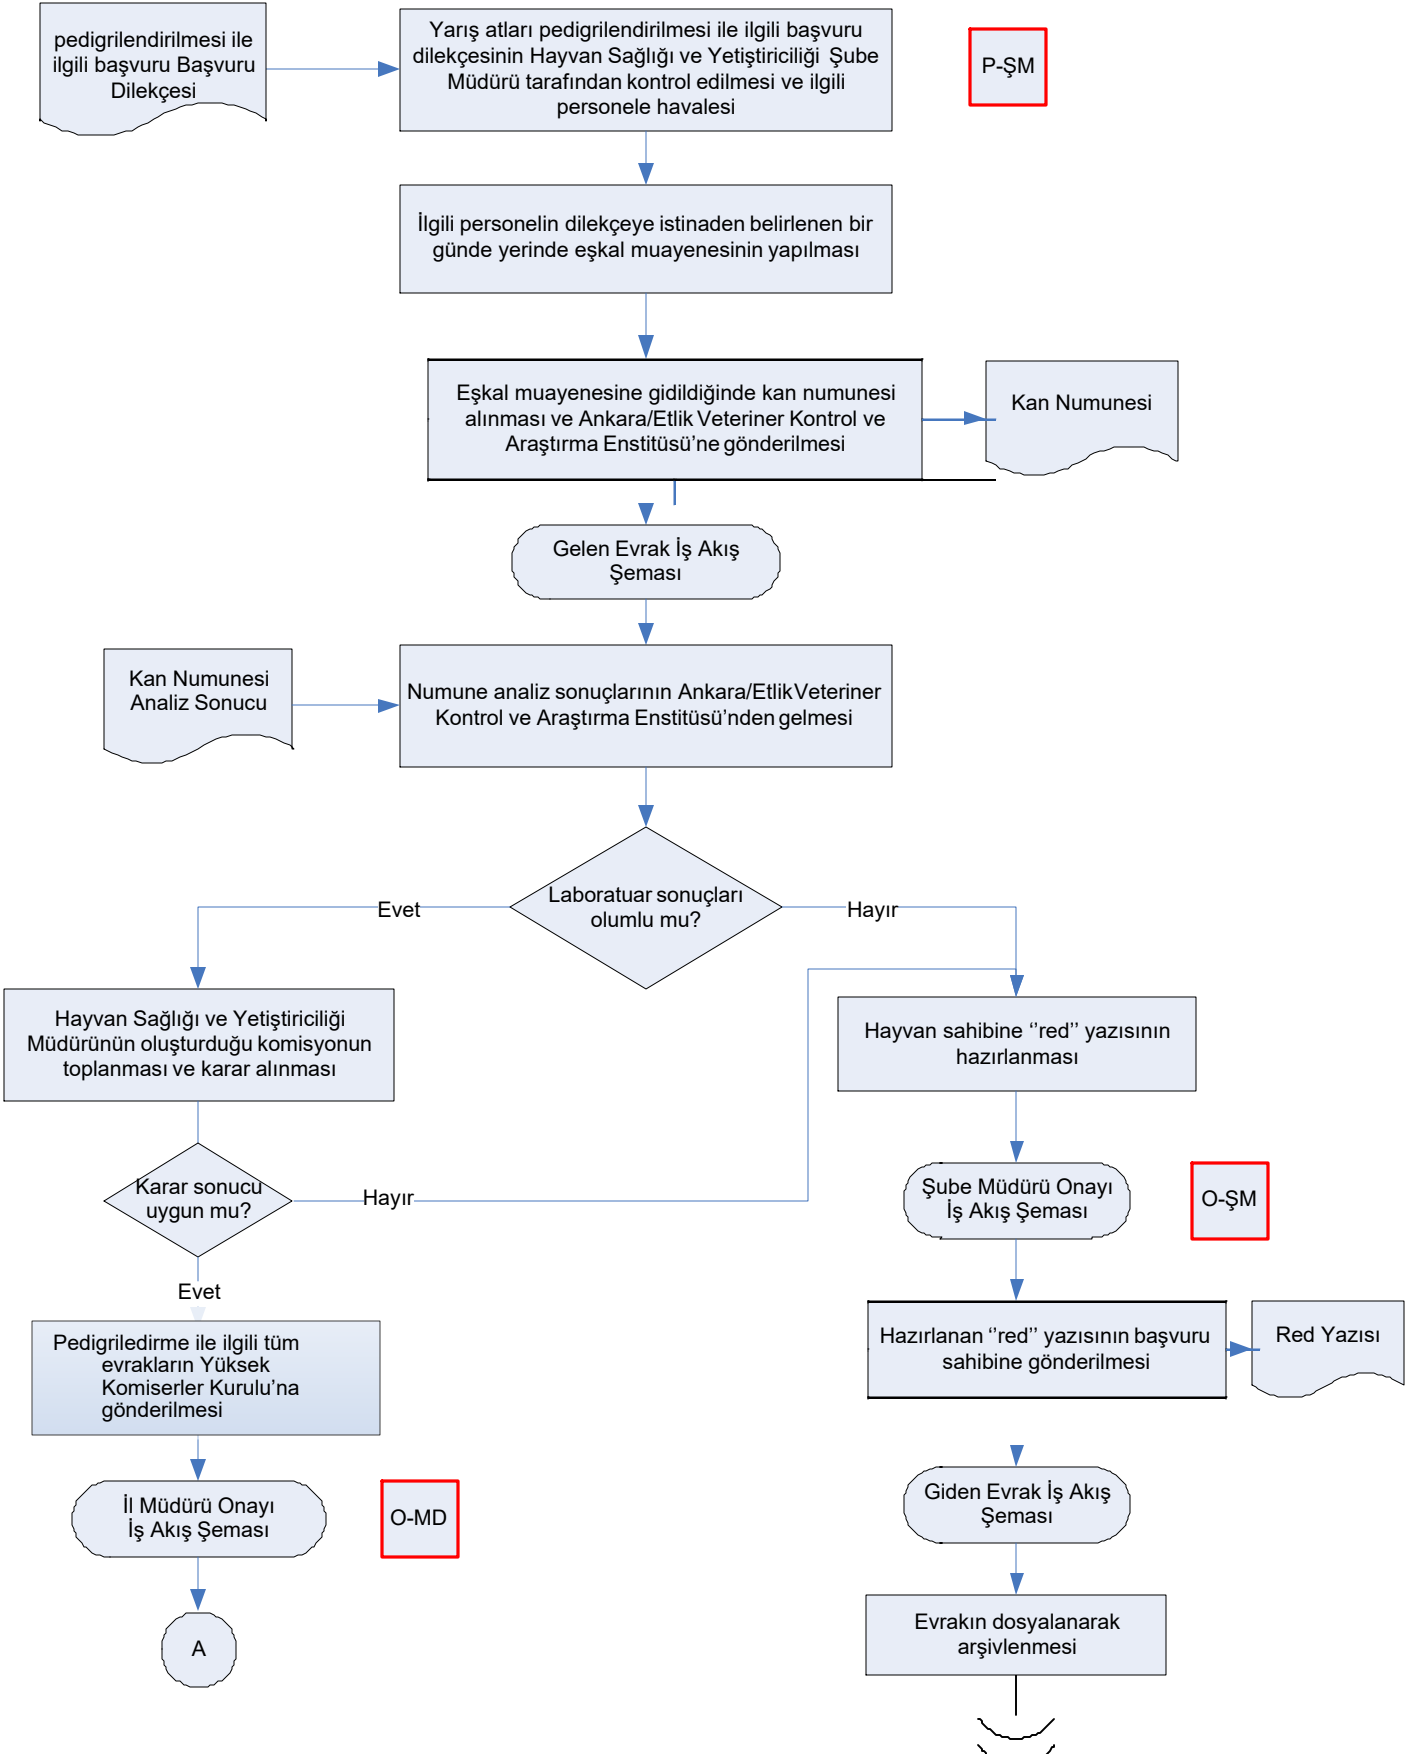 pedigrilendirilmesi ile
ilgili başvuru Başvuru
Dilekçesi
Yarış atları pedigrilendirilmesi ile ilgili başvuru
dilekçesinin Hayvan Sağlığı ve Yetiştiriciliği Şube
Müdürü tarafından kontrol edilmesi ve ilgili
personele havalesi
P-ŞM
İlgili personelin dilekçeye istinaden belirlenen bir
günde yerinde eşkal muayenesinin yapılması
Eşkal muayenesine gidildiğinde kan numunesi
alınması ve Ankara/Etlik Veteriner Kontrol ve
Araştırma Enstitüsü’ne gönderilmesi
Kan Numunesi
Gelen Evrak İş Akış
Şeması
Kan Numunesi
Analiz Sonucu
Numune analiz sonuçlarının Ankara/Etlik Veteriner
Kontrol ve Araştırma Enstitüsü’nden gelmesi
Laboratuar sonuçları
olumlu mu?
Evet
Hayır
Hayvan Sağlığı ve Yetiştiriciliği
Müdürünün oluşturduğu komisyonun
toplanması ve karar alınması
Hayvan sahibine ‘’red’’ yazısının
hazırlanması
Karar sonucu
uygun mu?
Hayır
Şube Müdürü Onayı
İş Akış Şeması
O-ŞM
Evet
Pedigriledirme ile ilgili tüm
evrakların Yüksek
Komiserler Kurulu’na
gönderilmesi
Hazırlanan ‘’red’’ yazısının başvuru
sahibine gönderilmesi
Red Yazısı
İl Müdürü Onayı
İş Akış Şeması
O-MD
Giden Evrak İş Akış
Şeması
A
Evrakın dosyalanarak
arşivlenmesi